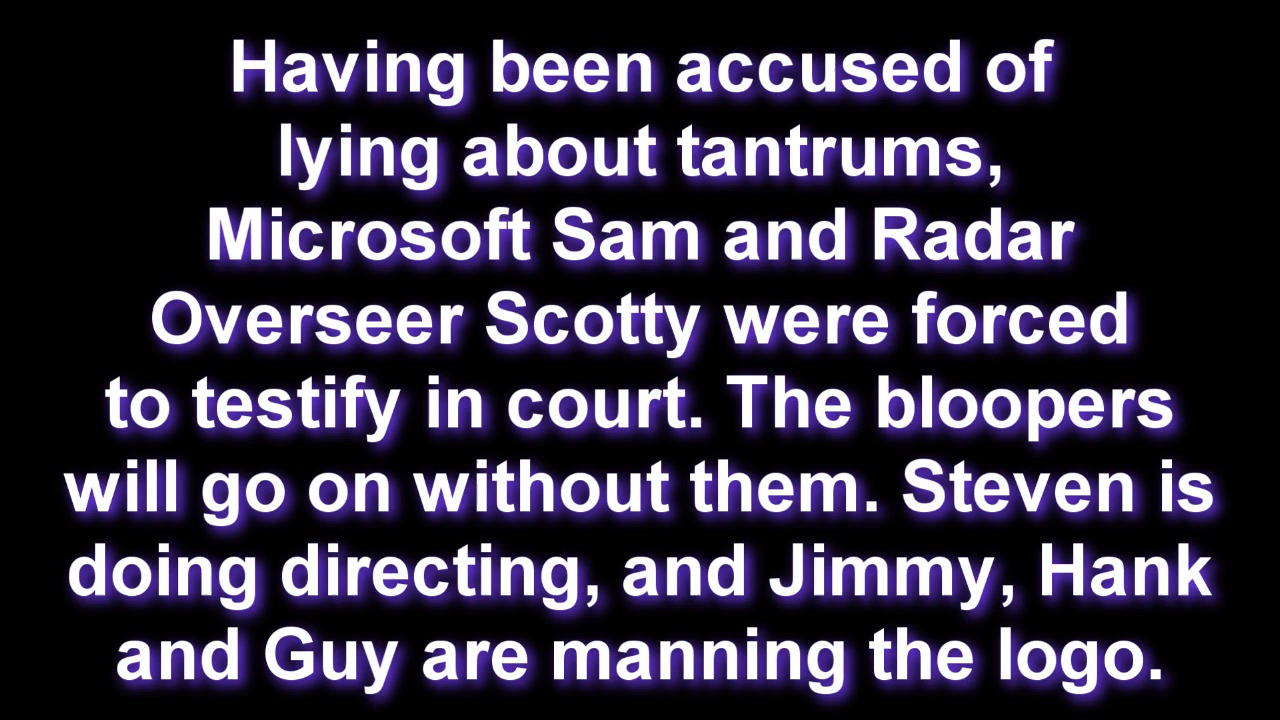 Having been accused of
lying about tantrums,
Microsoft Sam and Radar
Overseer Scotty were forced
to testify in court. The bloopers
will go on without them. Steven is
doing directing, and Jimmy, Hank
and Guy are manning the logo.